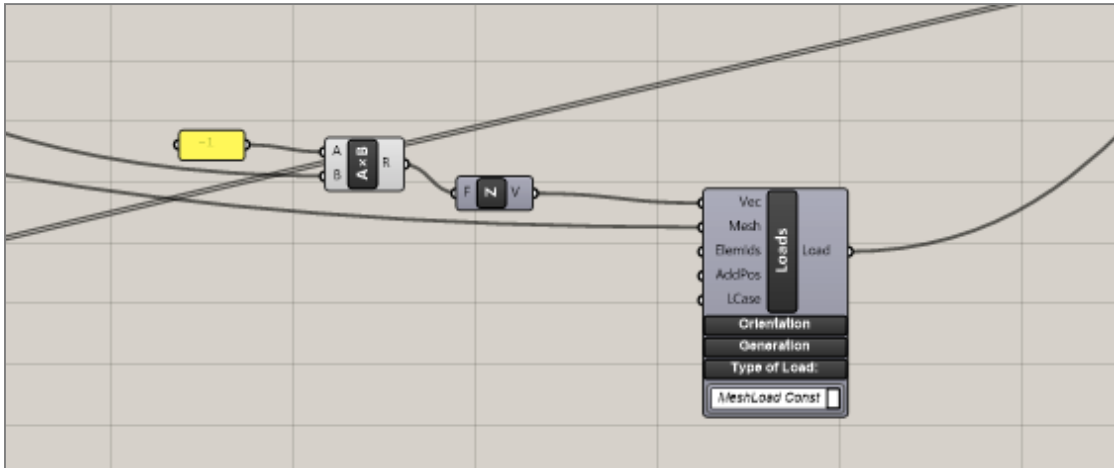 -1
A
B
A×B
R
F
Z
V
Vec
Mesh
ElemIds
AddPos
LCase
Loads
Load
Orientation
Generation
Type of Load:
MeshLoad Const